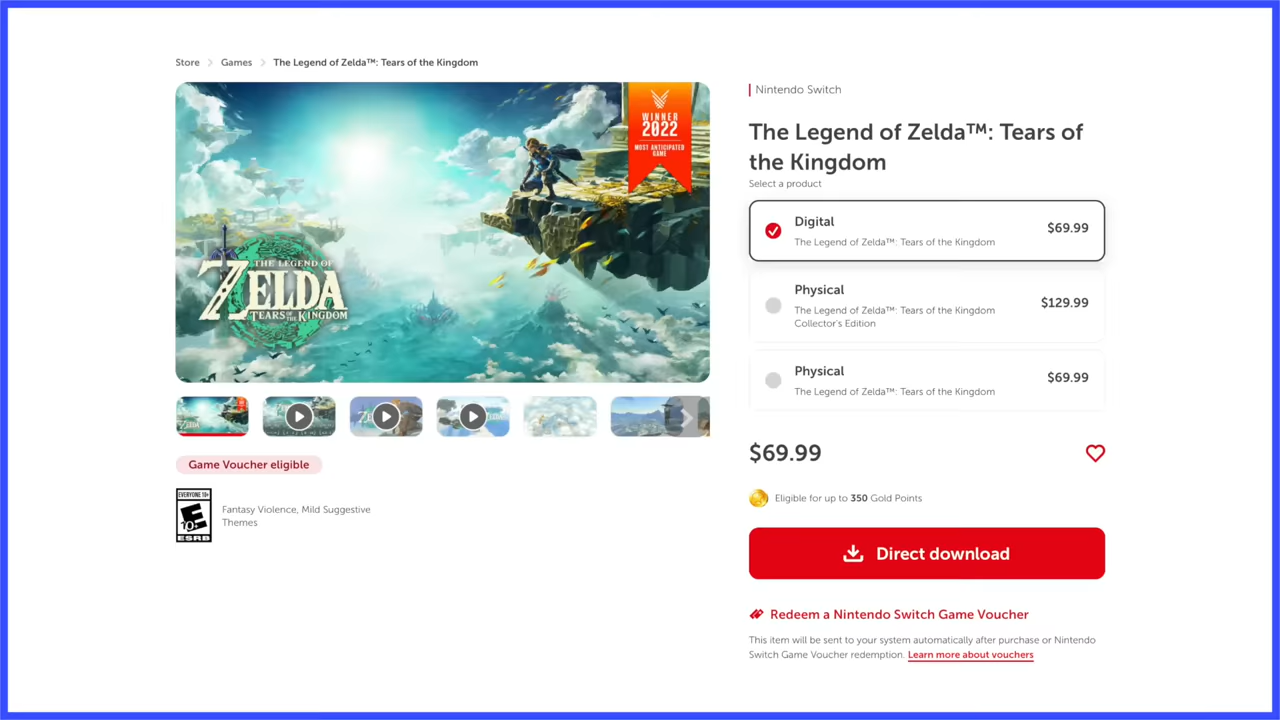 Store > Games > The Legend of Zelda™: Tears of the Kingdom
WINNER
2022
MOST ANTICIPATED
GAME
THE LEGEND OF
ZELDA
TEARS OF THE KINGDOM
Game Voucher eligible
EVERYONE 10+
E
10+
ESRB
Fantasy Violence, Mild Suggestive
Themes
Nintendo Switch
The Legend of Zelda™: Tears of
the Kingdom
Select a product
Digital
The Legend of Zelda™: Tears of the Kingdom
$69.99
Physical
The Legend of Zelda™: Tears of the Kingdom
Collector's Edition
$129.99
Physical
The Legend of Zelda™: Tears of the Kingdom
$69.99
$69.99
Eligible for up to 350 Gold Points
Direct download
Redeem a Nintendo Switch Game Voucher
This item will be sent to your system automatically after purchase or Nintendo
Switch Game Voucher redemption. Learn more about vouchers